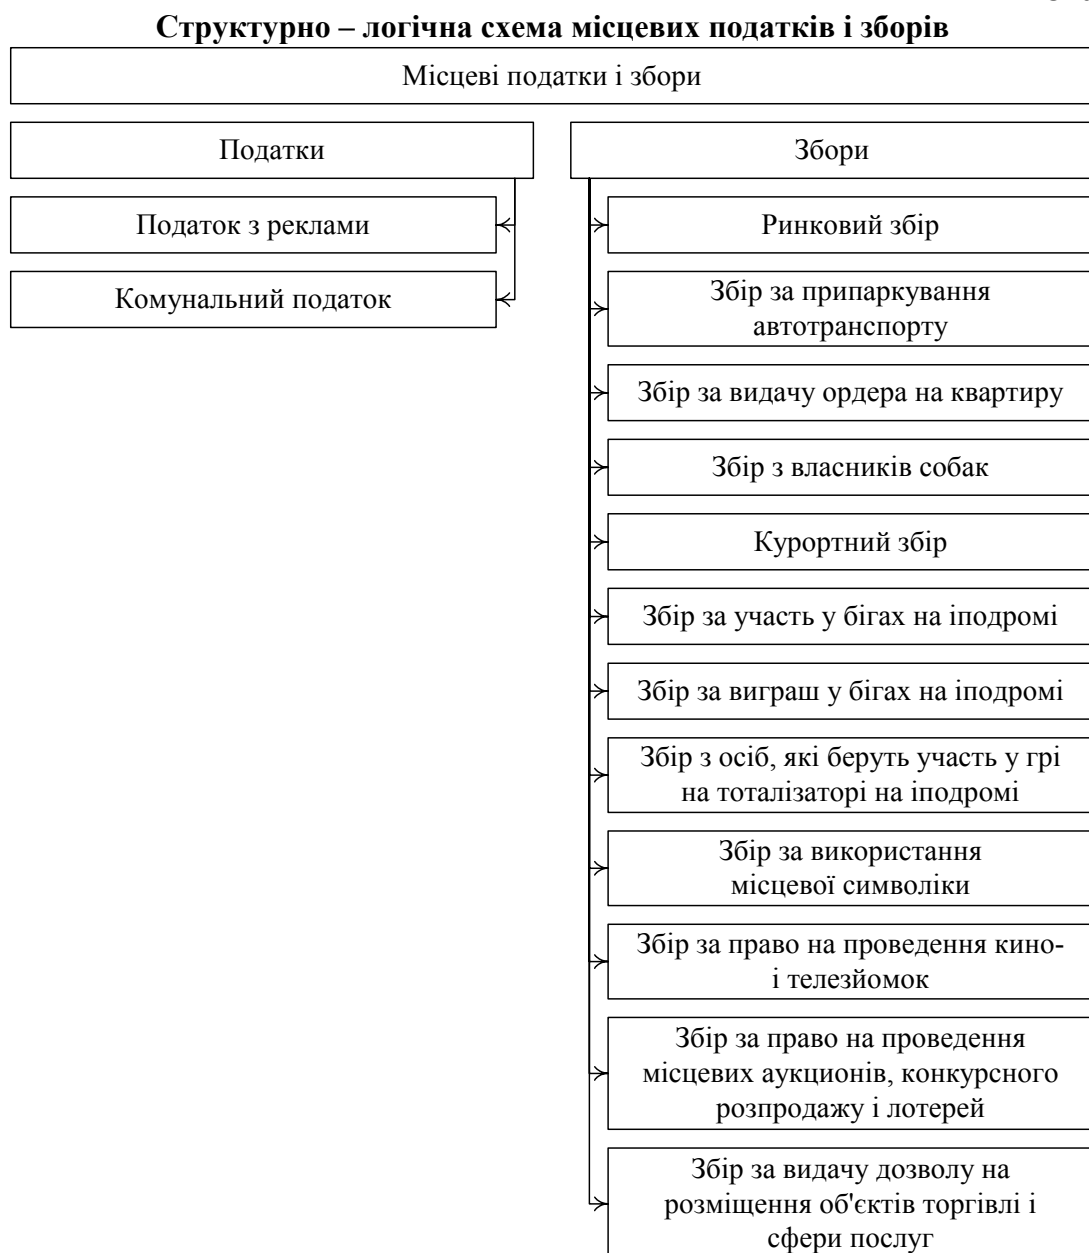 Структурно – логічна схема місцевих податків і зборів
Місцеві податки і збори
Податки
Податок з реклами
Комунальний податок
Збори
Ринковий збір
Збір за припаркування
автотранспорту
Збір за видачу ордера на квартиру
Збір з власників собак
Курортний збір
Збір за участь у бігах на іподромі
Збір за виграш у бігах на іподромі
Збір з осіб, які беруть участь у грі
на тоталізаторі на іподромі
Збір за використання
місцевої символіки
Збір за право на проведення кино-
і телезйомок
Збір за право на проведення
місцевих аукционів, конкурсного
розпродажу і лотерей
Збір за видачу дозволу на
розміщення об'єктів торгівлі і
сфери послуг